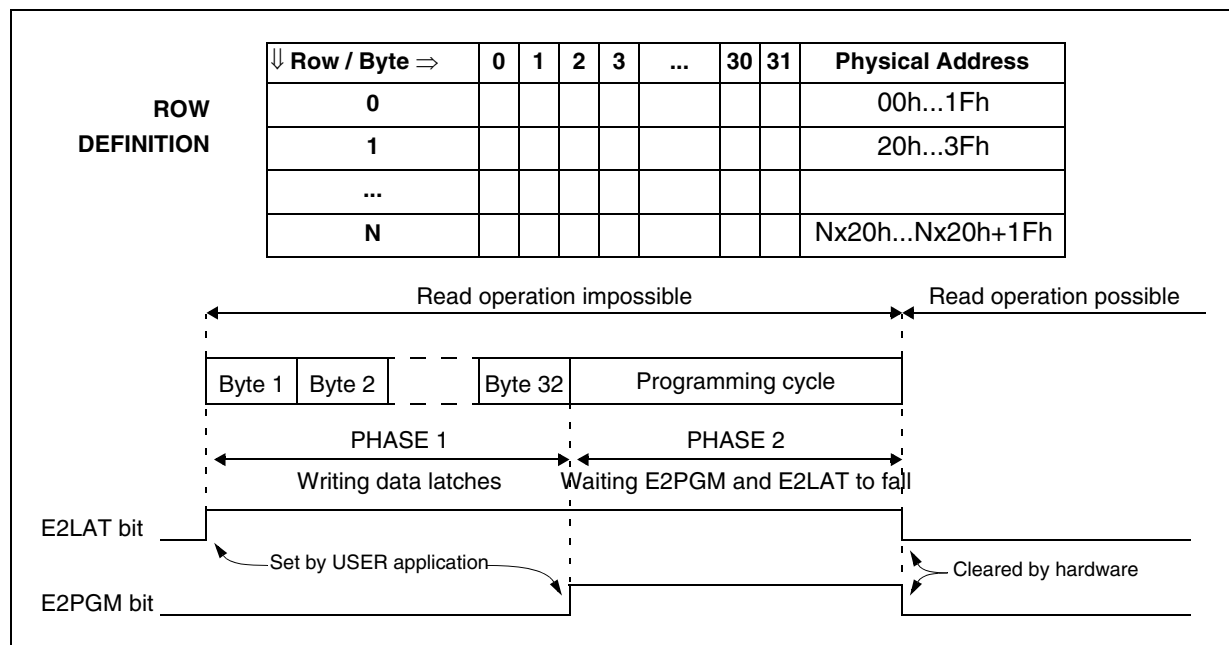 ⇓ Row / Byte ⇒ 0 1 2 3 ... 30 31 Physical Address
ROW DEFINITION
0 00h...1Fh
1 20h...3Fh
...
N Nx20h...Nx20h+1Fh
Read operation impossible Read operation possible
Byte 1 Byte 2 Byte 32 Programming cycle
PHASE 1 PHASE 2
Writing data latches Waiting E2PGM and E2LAT to fall
E2LAT bit
Set by USER application Cleared by hardware
E2PGM bit